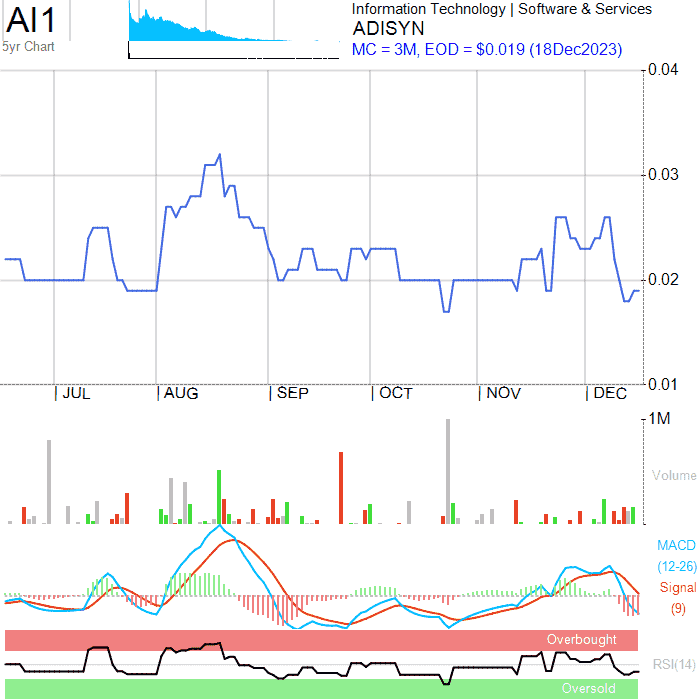 AI1
5yr Chart
Information Technology | Software & Services
ADISYN
MC = 3M, EOD = $0.019 (18Dec2023)
0.04
0.03
0.02
0.01
| JUL | AUG | SEP | OCT | NOV | DEC
1M
Volume
MACD
(12-26)
Signal
(9)
Overbought
RSI(14)
Oversold